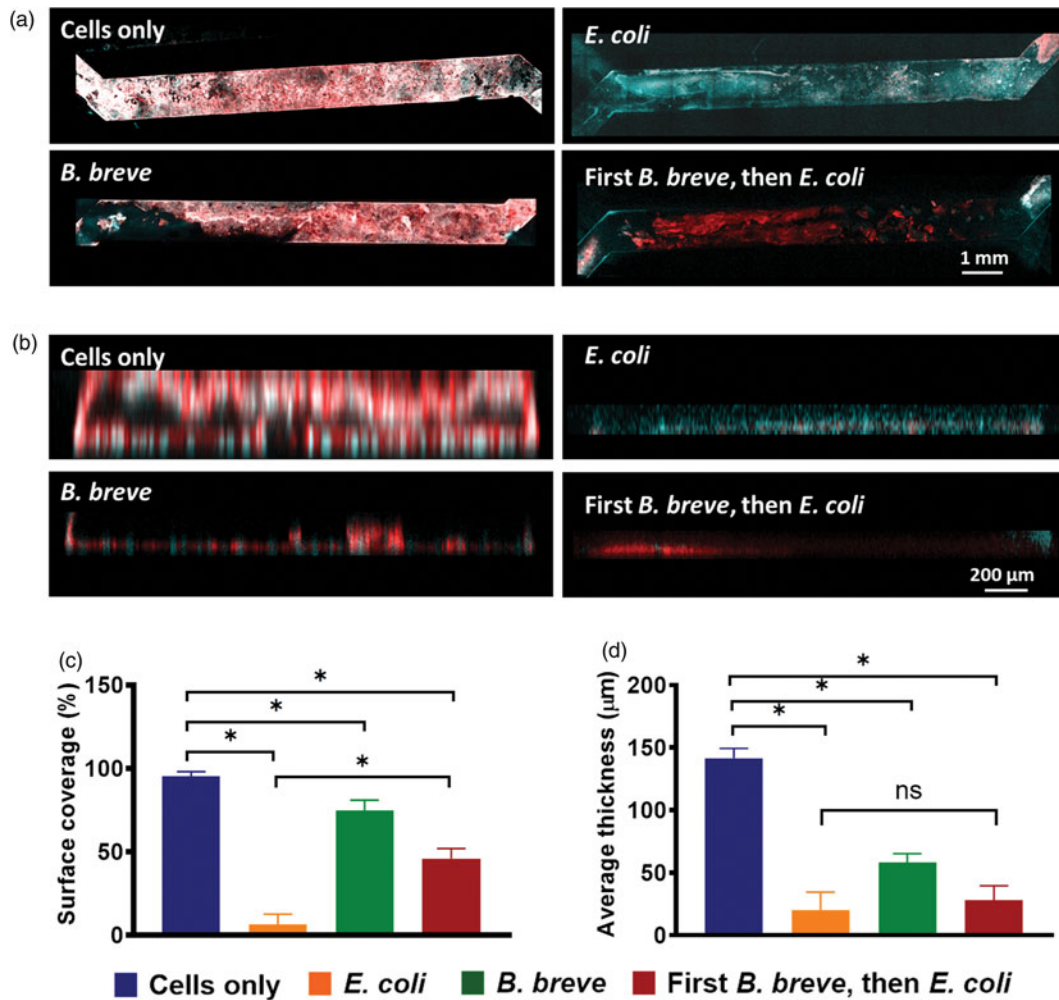 (a)
Cells only
E. coli
B. breve
First B. breve, then E. coli
1 mm
(b)
Cells only
E. coli
B. breve
First B. breve, then E. coli
200 μm
(c)
Surface coverage (%)
150
100
50
0
*
*
*
*
(d)
Average thickness (μm)
200
150
100
50
0
*
*
*
ns
Cells only E. coli B. breve First B. breve, then E. coli